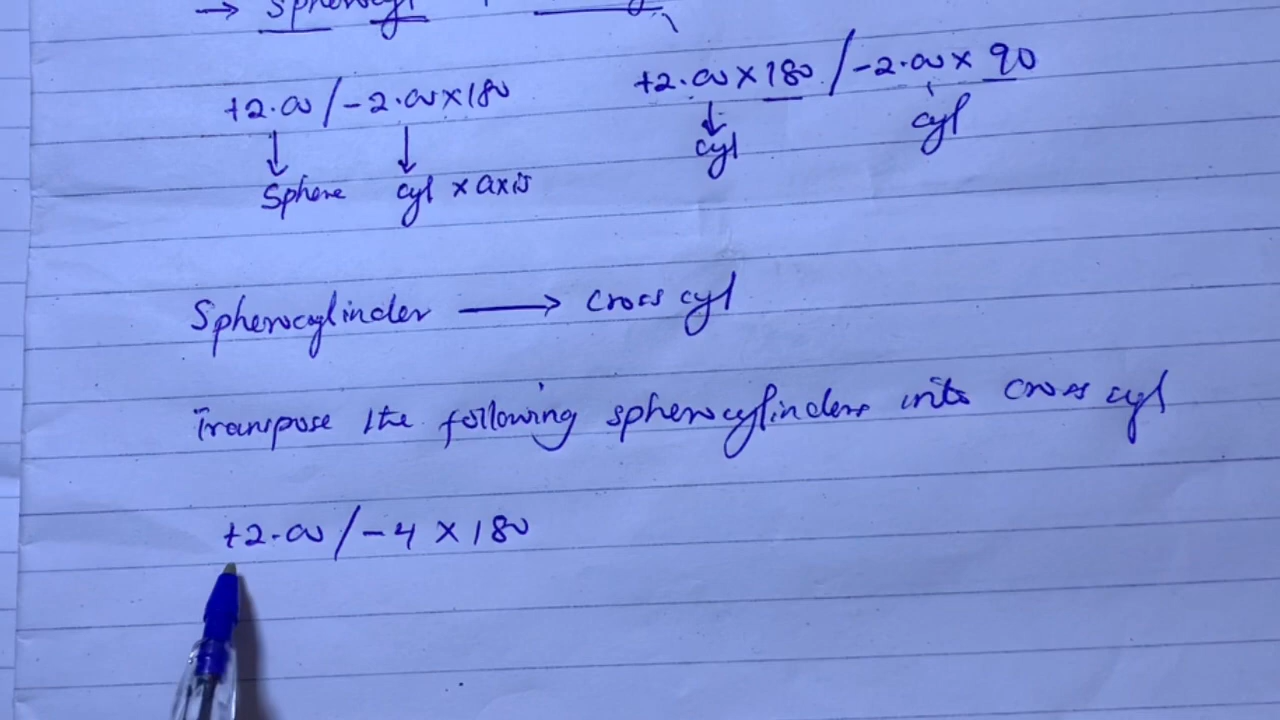 → Spherocyl
+2.00 / -2.00 x 180
+2.00 x 180 / -2.00 x 90
↓ ↓
Sphere cyl x axis
↓
cyl
cyl
Spherocylinder → Cross cyl
Transpose the following spherocylinders into cross cyl
+2.00 / -4 x 180